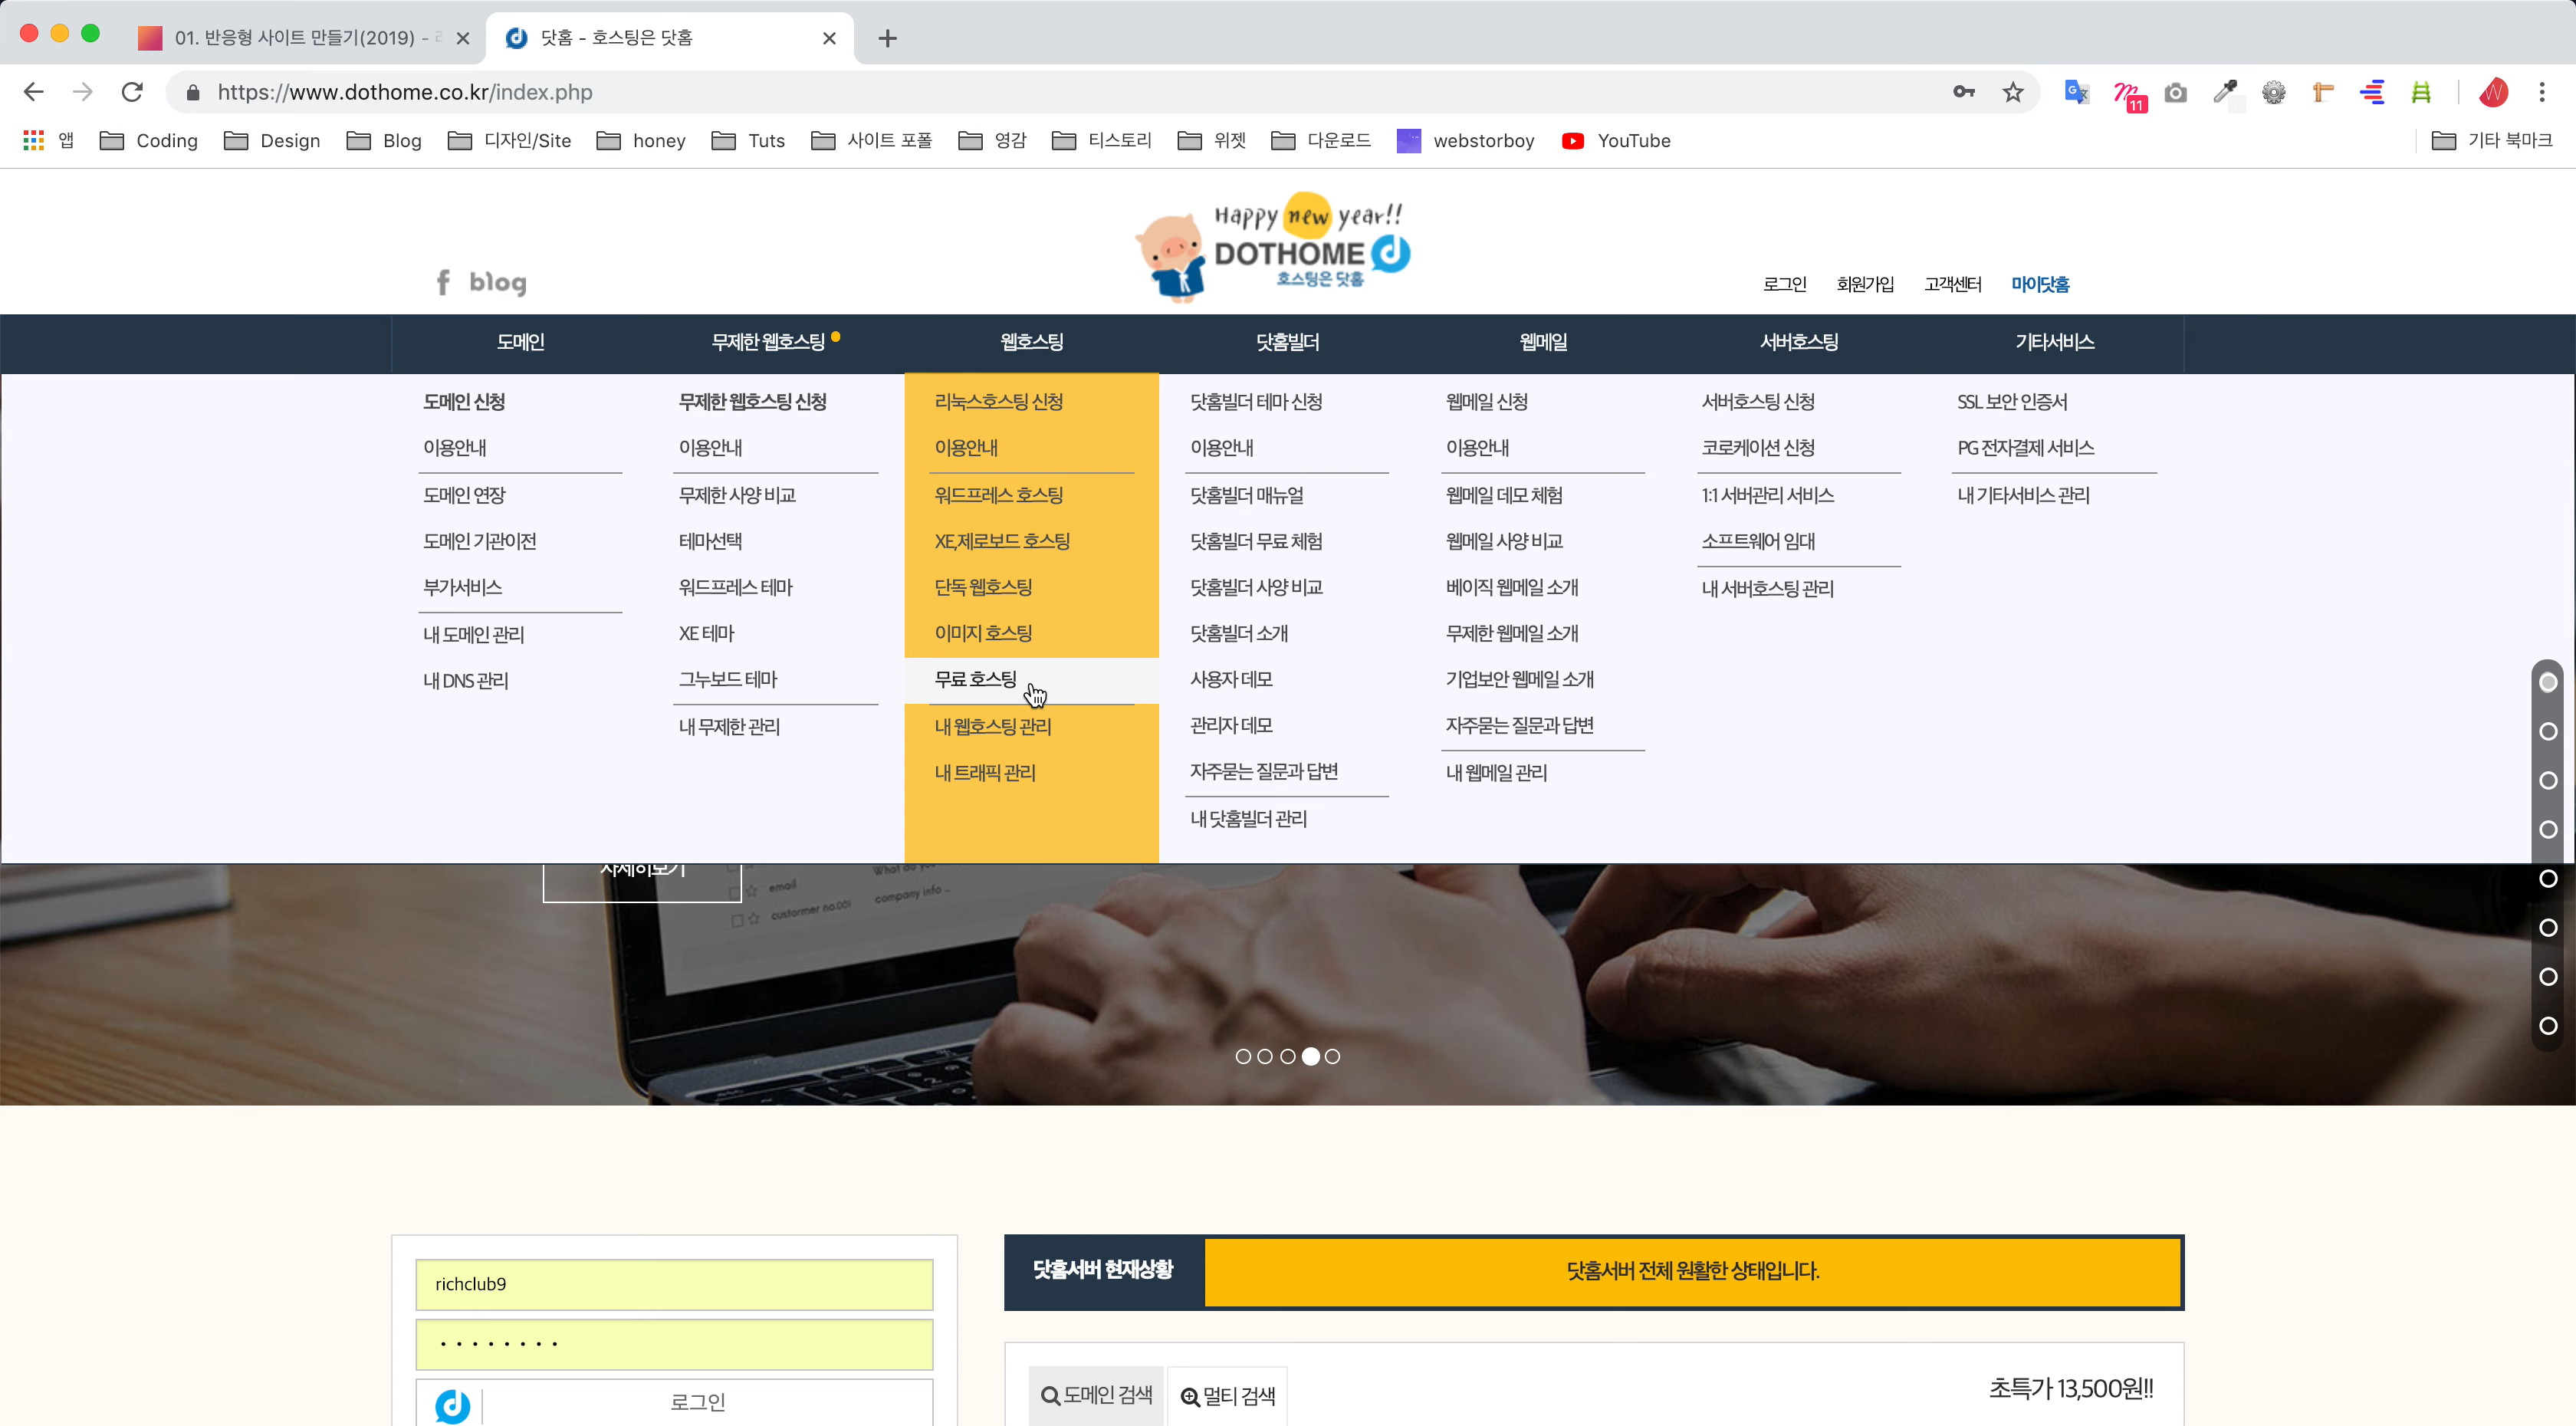 01. 반응형 사이트 만들기(2019) -
닷홈 - 호스팅은 닷홈
https://www.dothome.co.kr/index.php
11
앱 Coding Design Blog 디자인/Site honey Tuts 사이트 포폴 영감 티스토리 위젯 다운로드 webstorboy YouTube 기타 북마크
Happy new year!!
DOTHOME
호스팅은 닷홈
f blog
로그인 회원가입 고객센터 마이닷홈
도메인 무제한 웹호스팅 웹호스팅 닷홈빌더 웹메일 서버호스팅 기타서비스
도메인 신청
이용안내
도메인 연장
도메인 기관이전
부가서비스
내 도메인 관리
내 DNS 관리
무제한 웹호스팅 신청
이용안내
무제한 사양 비교
테마선택
워드프레스 테마
XE 테마
그누보드 테마
내 무제한 관리
리눅스호스팅 신청
이용안내
워드프레스 호스팅
XE,제로보드 호스팅
단독 웹호스팅
이미지 호스팅
무료 호스팅
내 웹호스팅 관리
내 트래픽 관리
닷홈빌더 테마 신청
이용안내
닷홈빌더 매뉴얼
닷홈빌더 무료 체험
닷홈빌더 사양 비교
닷홈빌더 소개
사용자 데모
관리자 데모
자주묻는 질문과 답변
내 닷홈빌더 관리
웹메일 신청
이용안내
웹메일 데모 체험
웹메일 사양 비교
베이직 웹메일 소개
무제한 웹메일 소개
기업보안 웹메일 소개
자주묻는 질문과 답변
내 웹메일 관리
서버호스팅 신청
코로케이션 신청
1:1 서버관리 서비스
소프트웨어 임대
내 서버호스팅 관리
SSL 보안 인증서
PG 전자결제 서비스
내 기타서비스 관리
자세히보기
What do you
email
company info ..
custormer no.001
richclub9
로그인
닷홈서버 현재상황
닷홈서버 전체 원활한 상태입니다.
도메인 검색
멀티 검색
초특가 13,500원!!